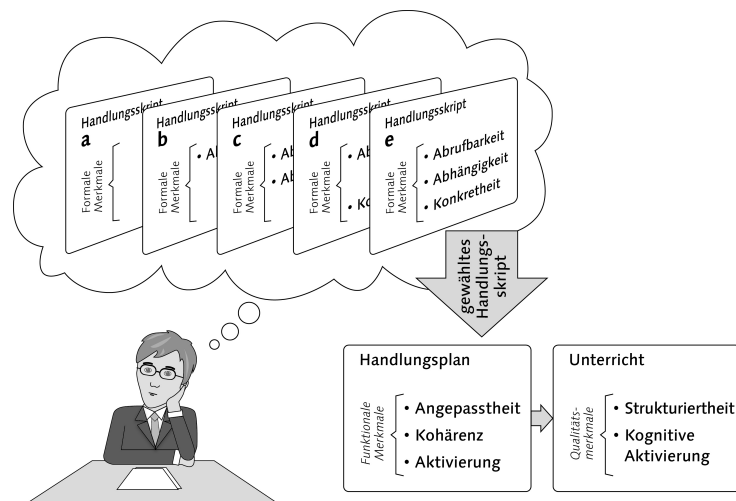 Handlungsskript
a
Formale
Merkmale
Handlungsskript
b
Formale
Merkmale
Handlungsskript
c
Formale
Merkmale
Handlungsskript
d
Formale
Merkmale
Handlungsskript
e
Formale
Merkmale
• Abrufbarkeit
• Abhängigkeit
• Konkretheit
gewähltes
Handlungs-
skript
Handlungsplan
Funktionale
Merkmale
• Angepasstheit
• Kohärenz
• Aktivierung
Unterricht
Qualitäts-
merkmale
• Strukturiertheit
• Kognitive
Aktivierung